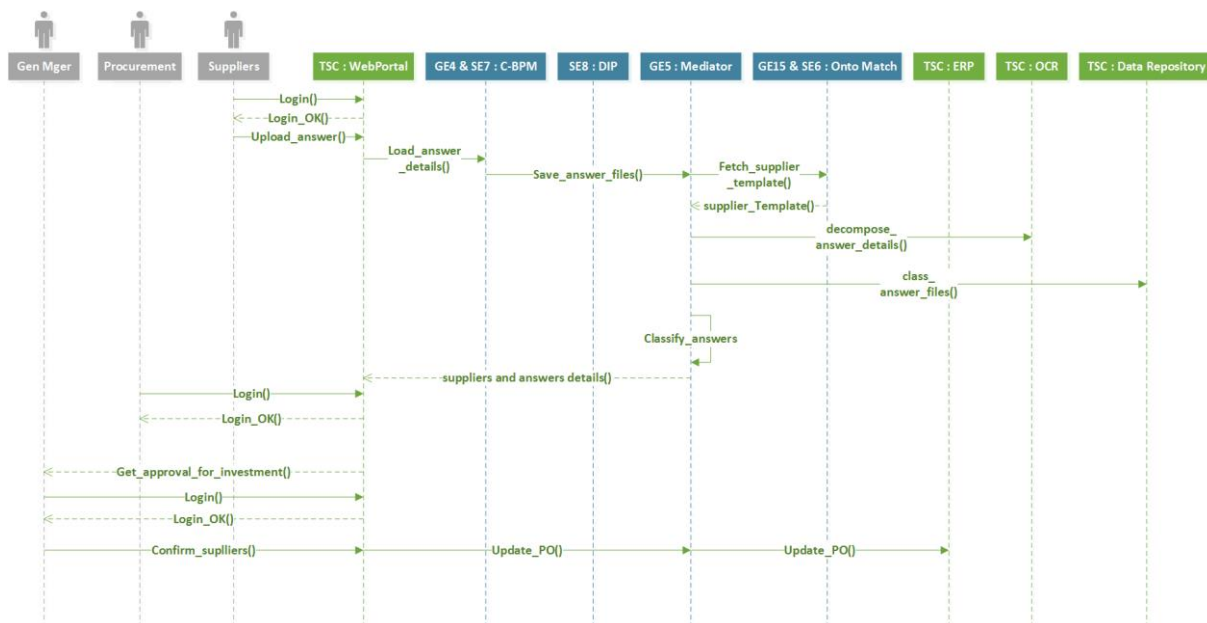 Gen Mger
Procurement
Suppliers
TSC : WebPortal
GE4 & SE7 : C-BPM
SE8 : DIP
GE5 : Mediator
GE15 & SE6 : Onto Match
TSC : ERP
TSC : OCR
TSC : Data Repository
Login()
Login_OK()
Upload_answer()
Load_answer
_details()
Save_answer_files()
Fetch_supplier
_template()
supplier_Template()
decompose_
answer_details()
class_
answer_files()
Classify_answers
suppliers and answers details()
Login()
Login_OK()
Get_approval_for_investment()
Login()
Login_OK()
Confirm_suplliers()
Update_PO()
Update_PO()